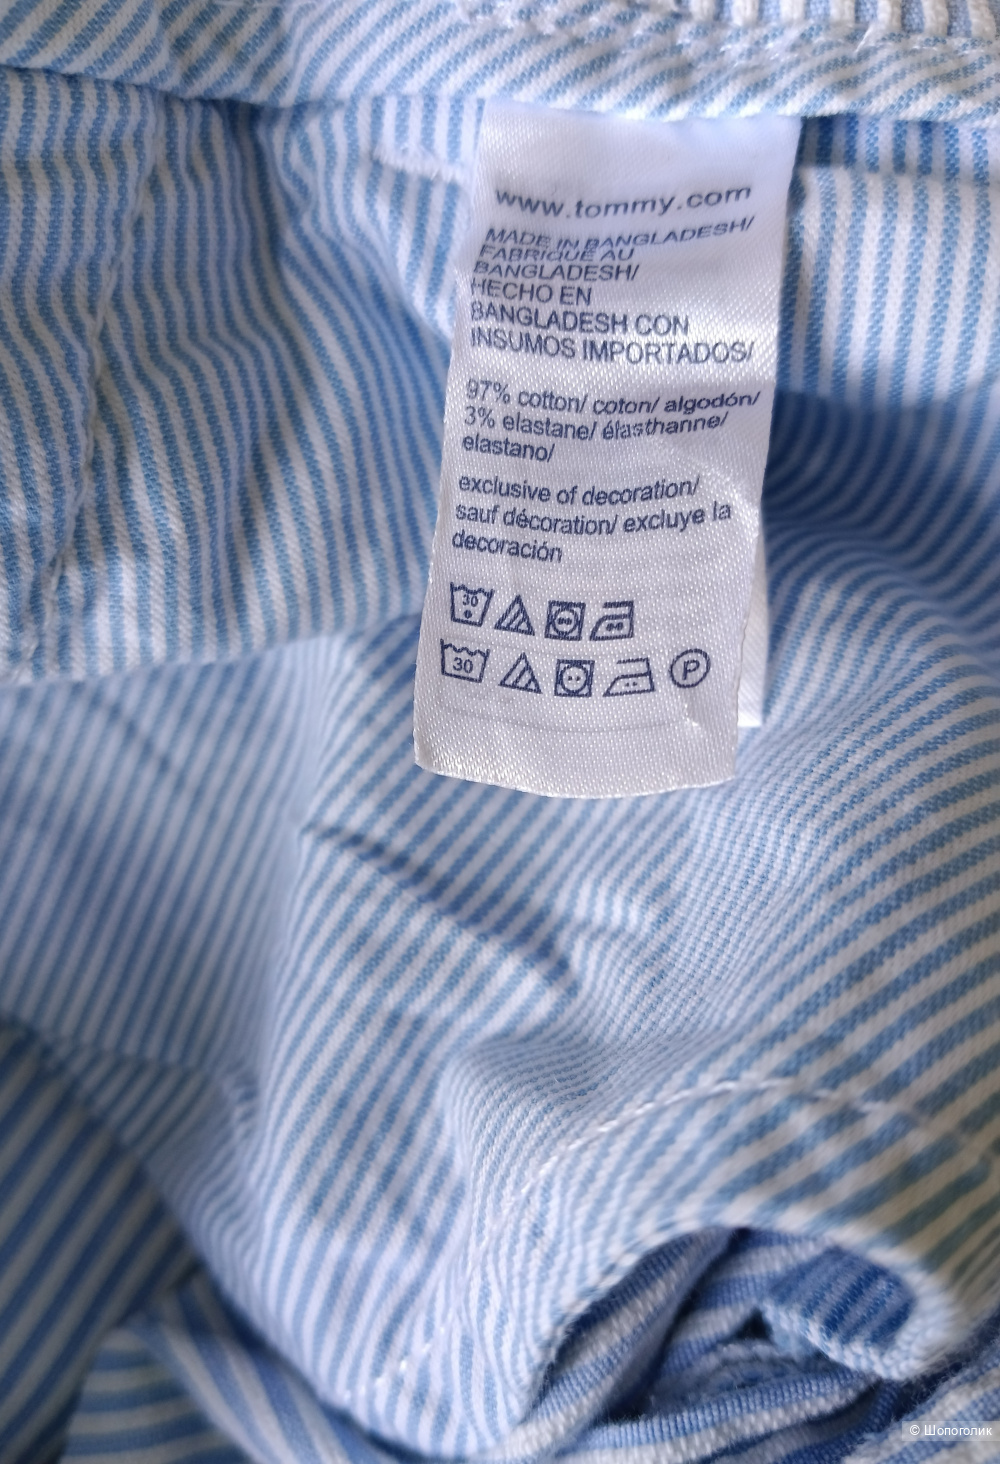 www.tommy.com
MADE IN BANGLADESH/
FABRIQUÉ AU
BANGLADESH/
HECHO EN
BANGLADESH CON
INSUMOS IMPORTADOS/
97% cotton/ coton/ algodón/
3% elastane/ élasthanne/
elastano/
exclusive of decoration/
sauf décoration/ excluye la
decoración
30
30 P
© Шопоголик